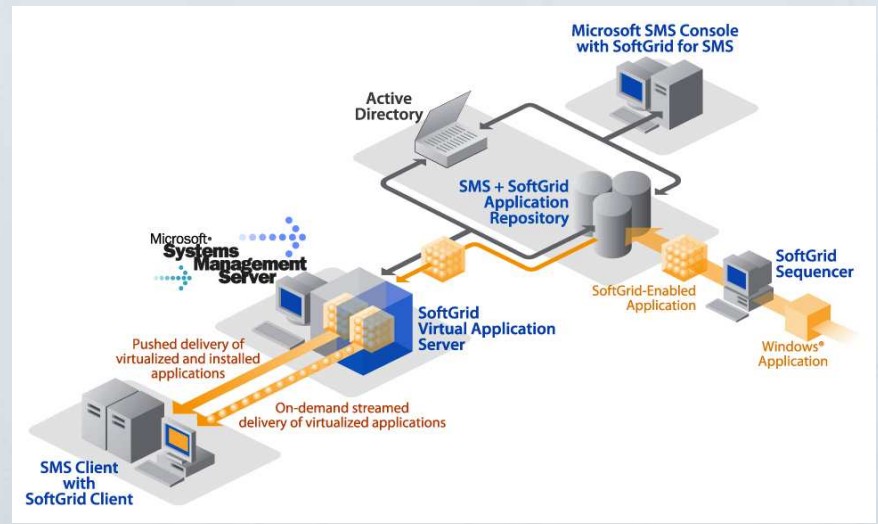 Microsoft SMS Console
with SoftGrid for SMS
Active
Directory
SMS + SoftGrid
Application
Repository
Microsoft®
Systems
Management
Server
SoftGrid
Sequencer
SoftGrid-Enabled
Application
SoftGrid
Virtual Application
Server
Windows®
Application
Pushed delivery of
virtualized and installed
applications
On-demand streamed
delivery of virtualized applications
SMS Client
with
SoftGrid Client